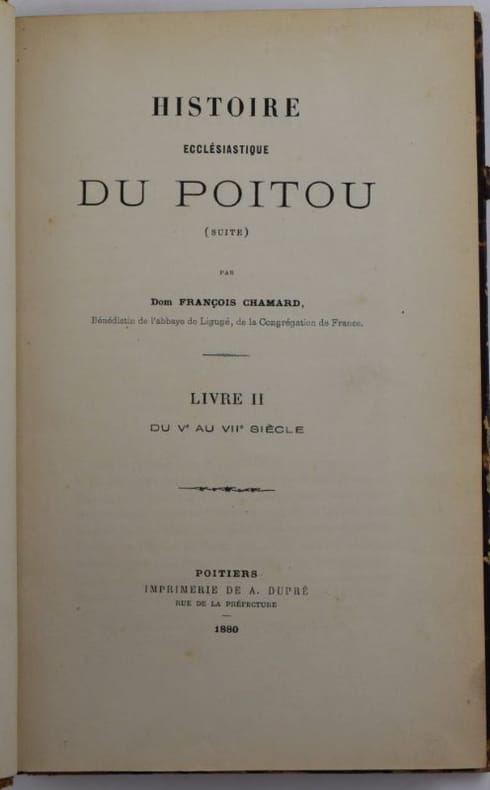 HISTOIRE
ECCLÉSIASTIQUE
DU POITOU
(SUITE)
PAR
Dom FRANÇOIS CHAMARD,
Bénédictin de l'abbaye de Ligugé, de la Congrégation de France.
LIVRE II
DU Ve AU VIIe SIÈCLE
POITIERS
IMPRIMERIE DE A. DUPRÉ
RUE DE LA PRÉFECTURE
1880